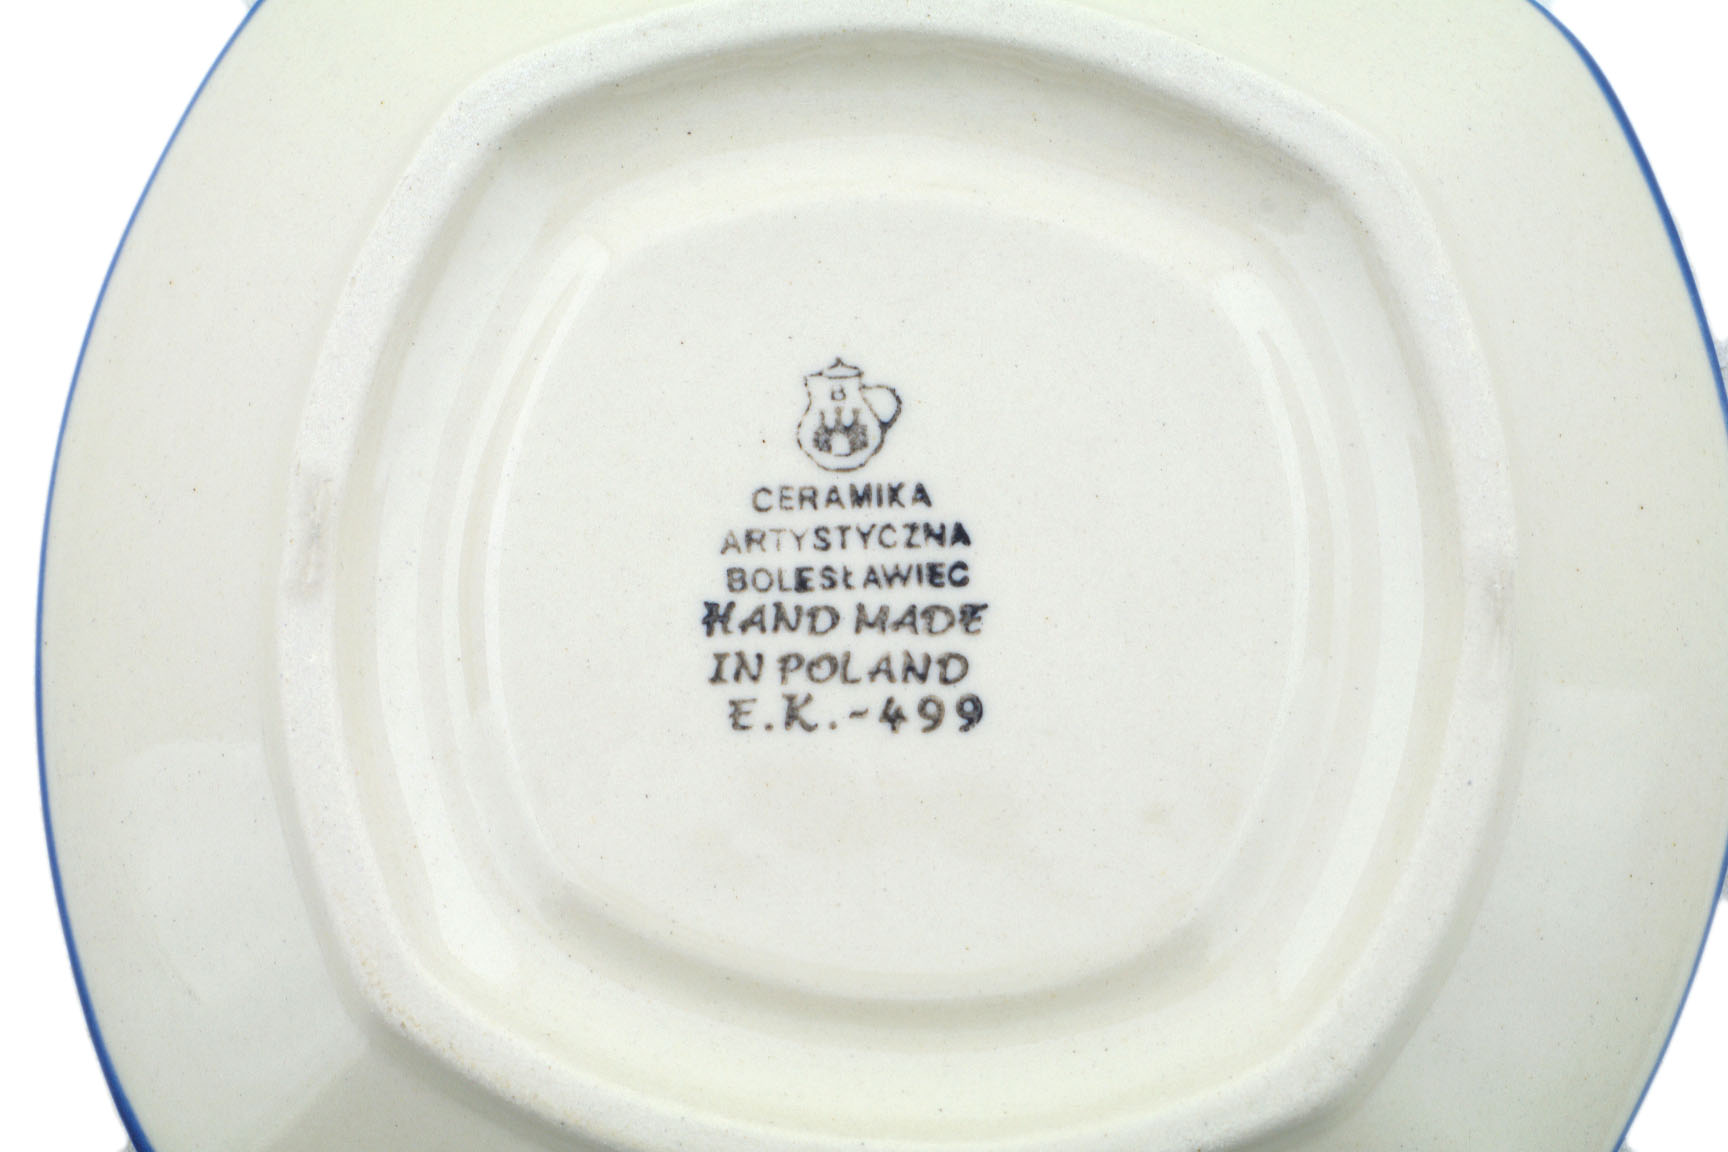 B
CERAMIKA
ARTYSTYCZNA
BOLESŁAWIEC
HAND MADE
IN POLAND
E.K.-499